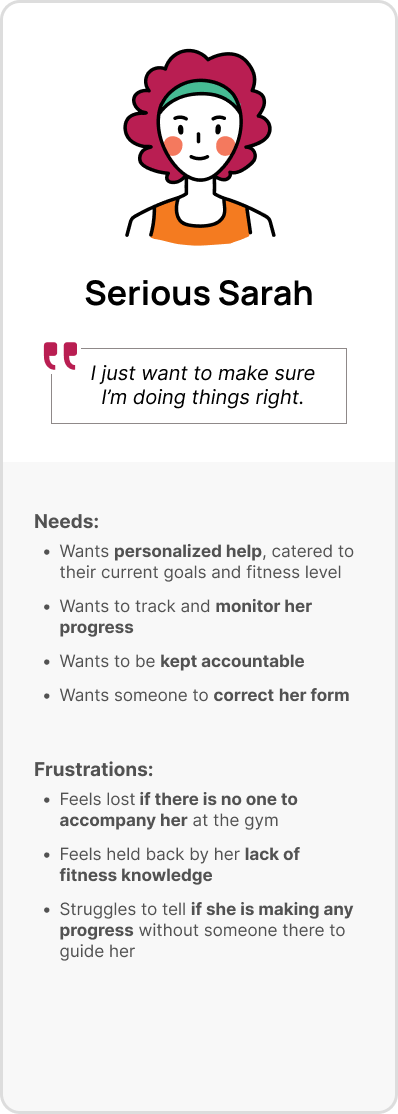 Serious Sarah
I just want to make sure
I’m doing things right.
Needs:
• Wants personalized help, catered to
their current goals and fitness level
• Wants to track and monitor her
progress
• Wants to be kept accountable
• Wants someone to correct her form
Frustrations:
• Feels lost if there is no one to
accompany her at the gym
• Feels held back by her lack of
fitness knowledge
• Struggles to tell if she is making any
progress without someone there to
guide her